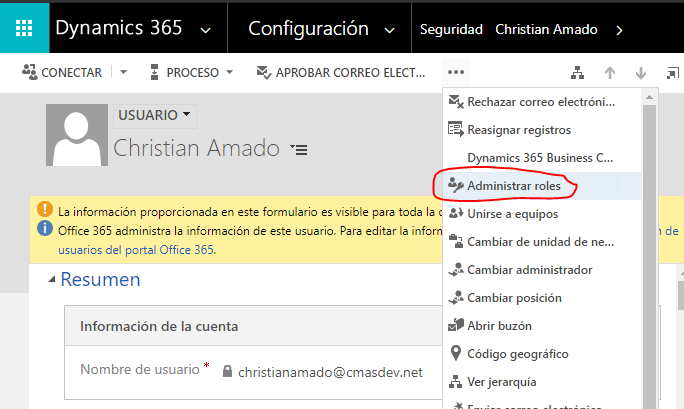 Dynamics 365 Configuración Seguridad Christian Amado
CONECTAR PROCESO APROBAR CORREO ELECT... •••
USUARIO
Christian Amado
Rechazar correo electróni...
Reasignar registros
Dynamics 365 Business C...
Administrar roles
Unirse a equipos
Cambiar de unidad de ne...
Cambiar administrador
Cambiar posición
Abrir buzón
Código geográfico
Ver jerarquía
Enviar correo electrónico
La información proporcionada en este formulario es visible para toda la
Office 365 administra la información de este usuario. Para editar la inform n de
usuarios del portal Office 365.
Resumen
Información de la cuenta
Nombre de usuario * christianamado@cmasdev.net